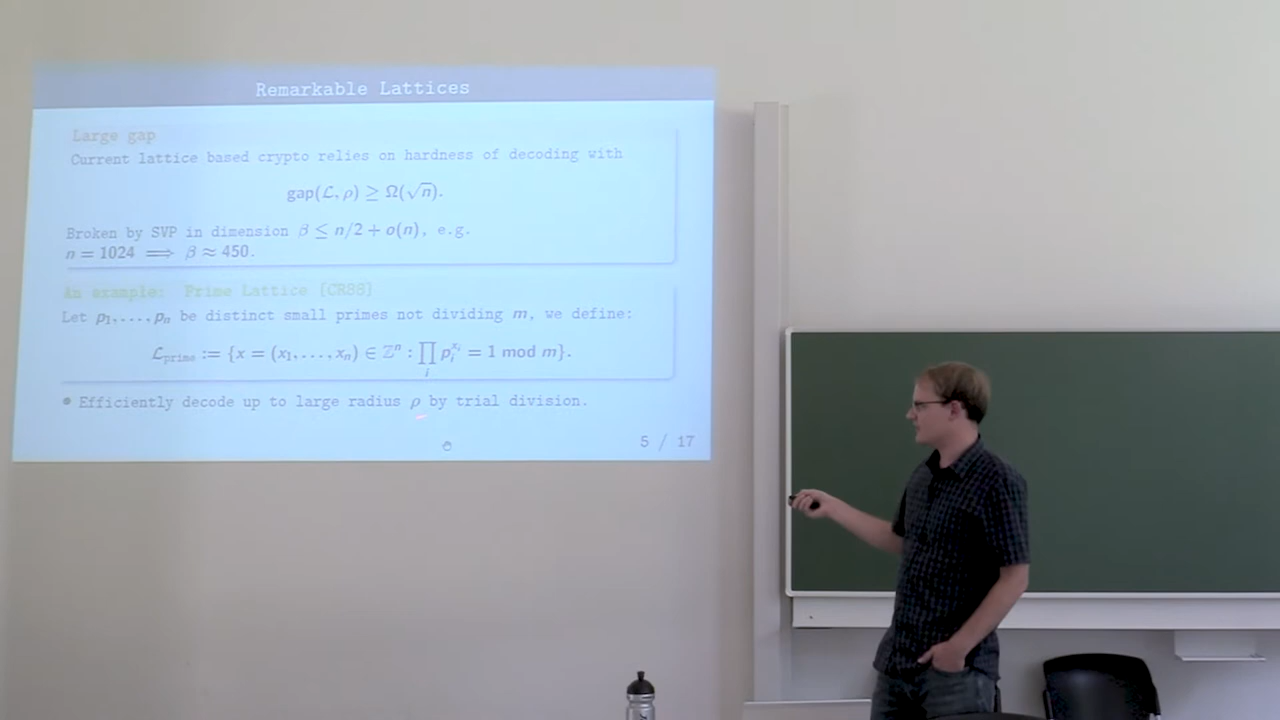 Remarkable Lattices
Large gap
Current lattice based crypto relies on hardness of decoding with
gap(ℒ, ρ) ≥ Ω(√n).
Broken by SVP in dimension β ≤ n/2 + o(n), e.g.
n = 1024 ⟹ β ≈ 450.
An example: Prime Lattice [CR88]
Let p₁, . . . , pₙ be distinct small primes not dividing m, we define:
ℒ_prime := {x = (x₁, . . . , xₙ) ∈ ℤⁿ : ∏ᵢ pᵢ^xᵢ = 1 mod m}.
• Efficiently decode up to large radius ρ by trial division.
5 / 17